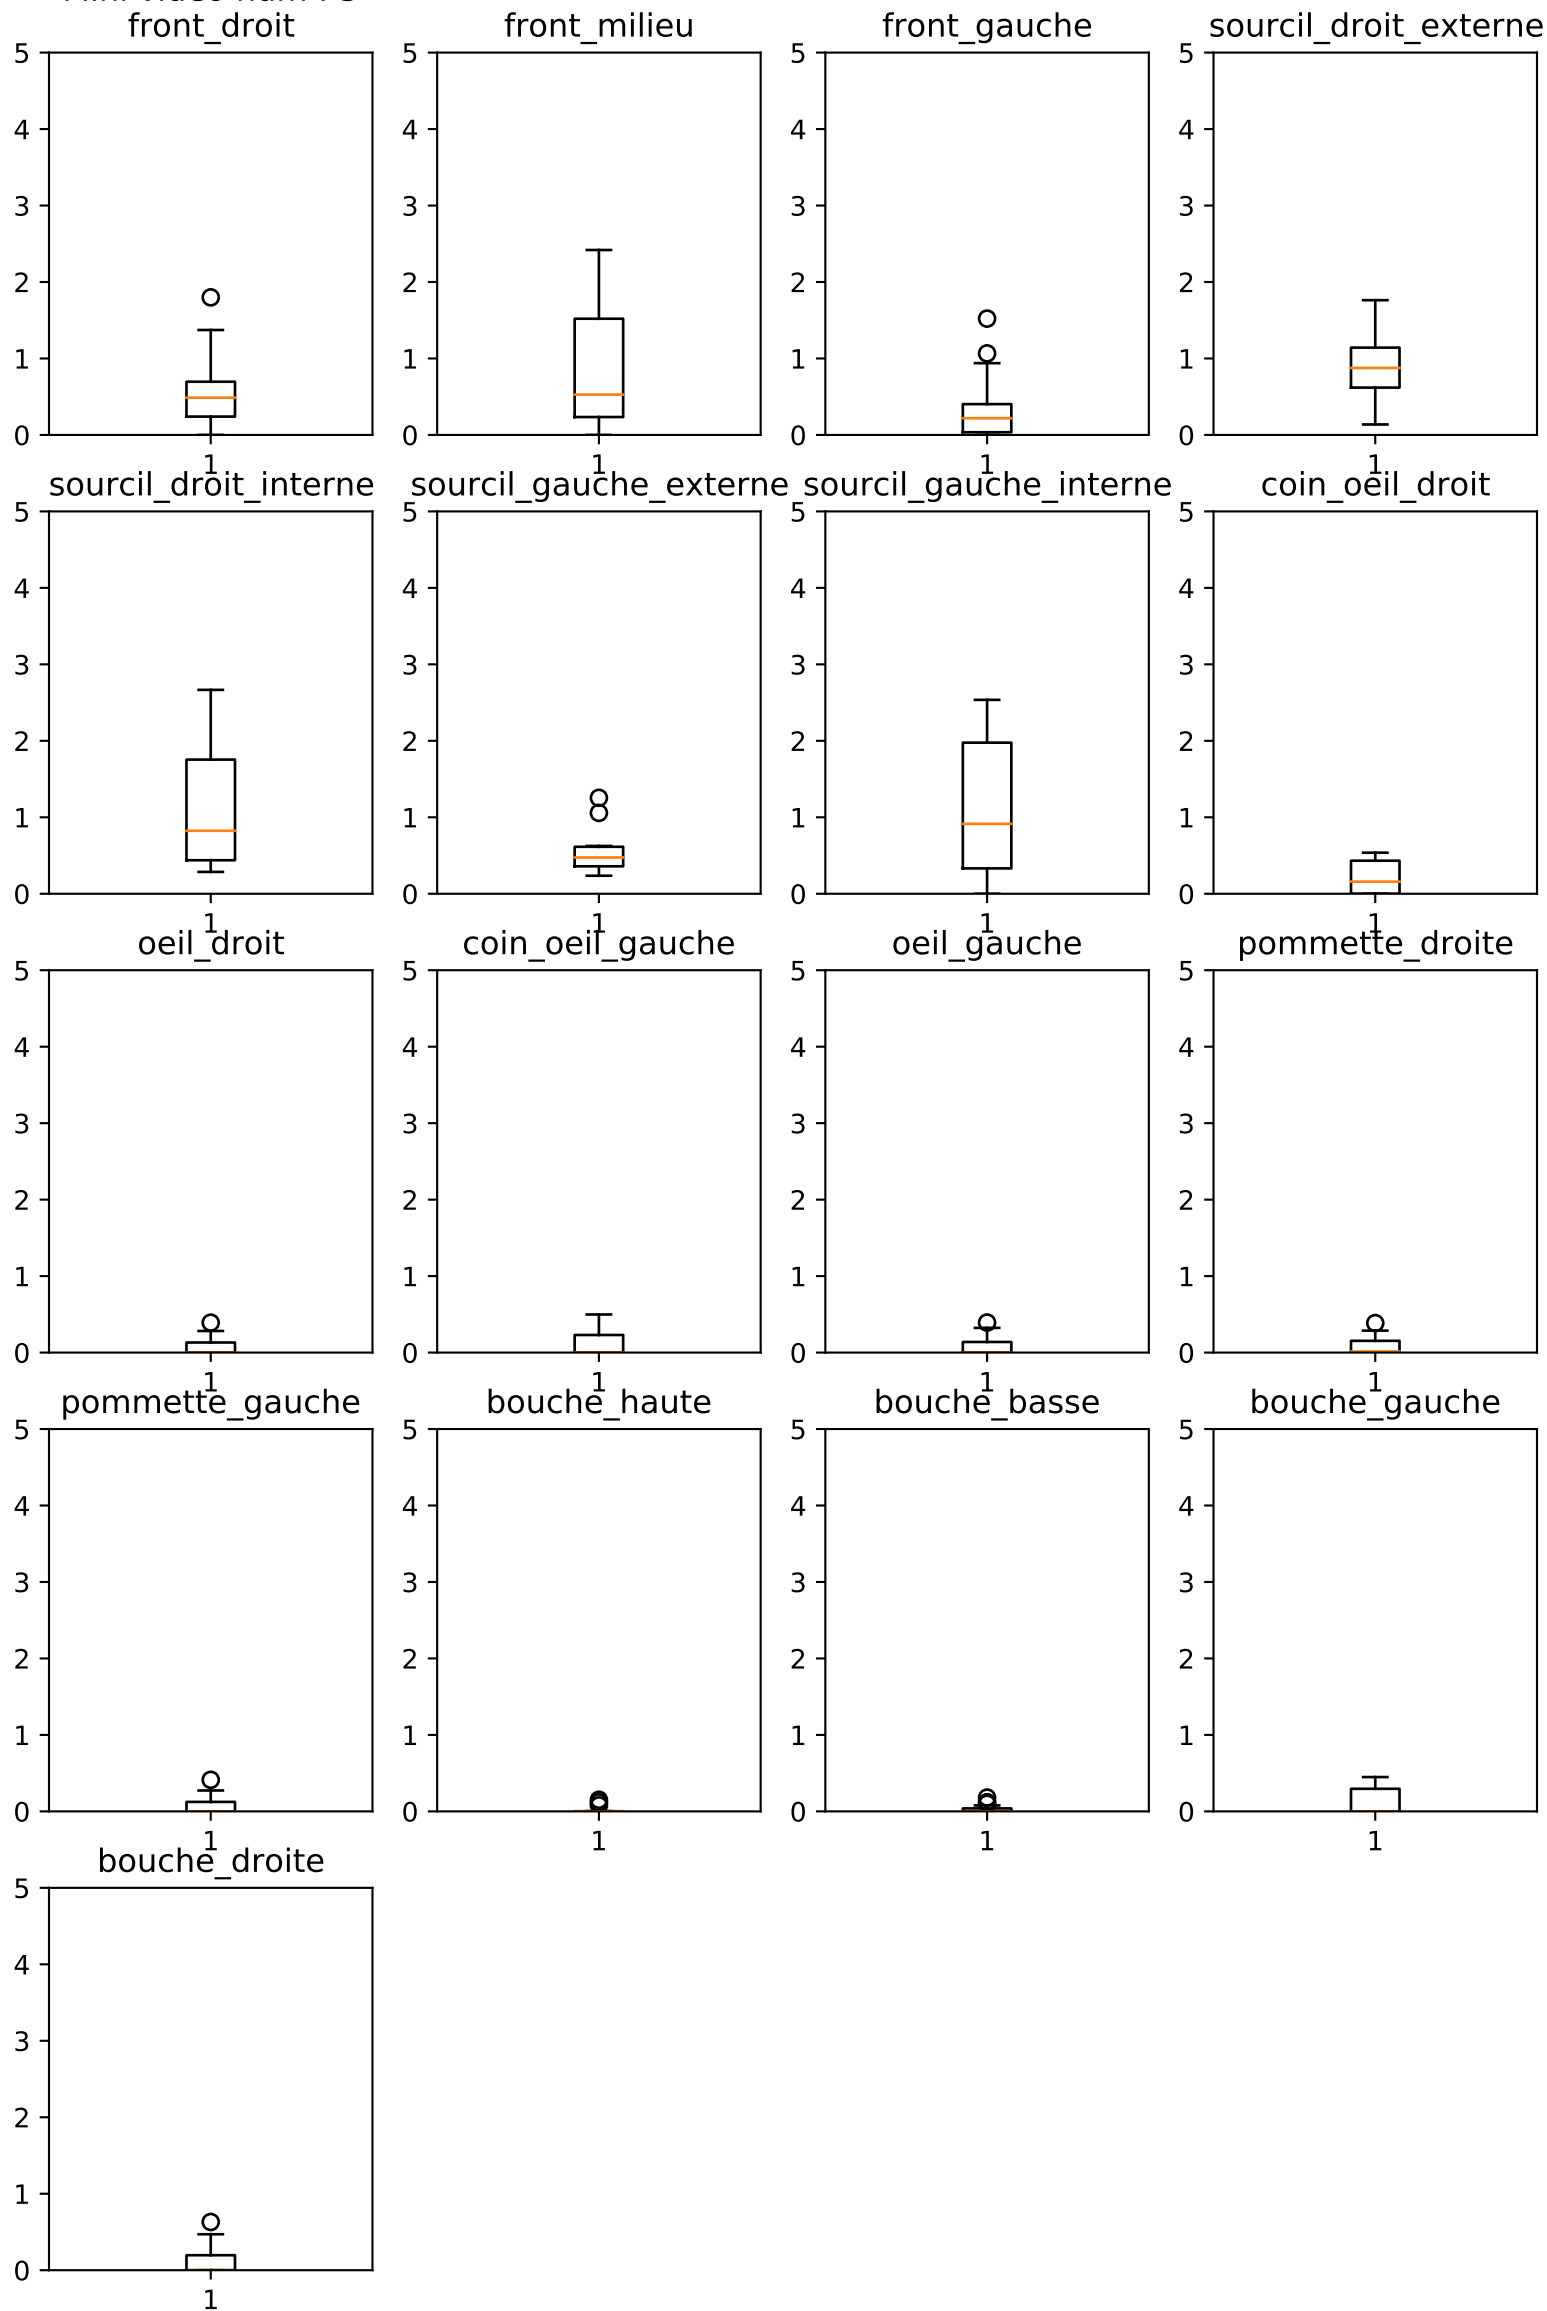 front_droit front_milieu front_gauche sourcil_droit_externe
5 5 5 5
4 4 4 4
3 3 3 3
2 2 2 2
1 1 1 1
0 0 0 0
1 1 1 1
sourcil_droit_interne sourcil_gauche_externe sourcil_gauche_interne coin_oeil_droit
5 5 5 5
4 4 4 4
3 3 3 3
2 2 2 2
1 1 1 1
0 0 0 0
1 1 1 1
oeil_droit coin_oeil_gauche oeil_gauche pommette_droite
5 5 5 5
4 4 4 4
3 3 3 3
2 2 2 2
1 1 1 1
0 0 0 0
1 1 1 1
pommette_gauche bouche_haute bouche_basse bouche_gauche
5 5 5 5
4 4 4 4
3 3 3 3
2 2 2 2
1 1 1 1
0 0 0 0
1 1 1 1
bouche_droite
5
4
3
2
1
0
1